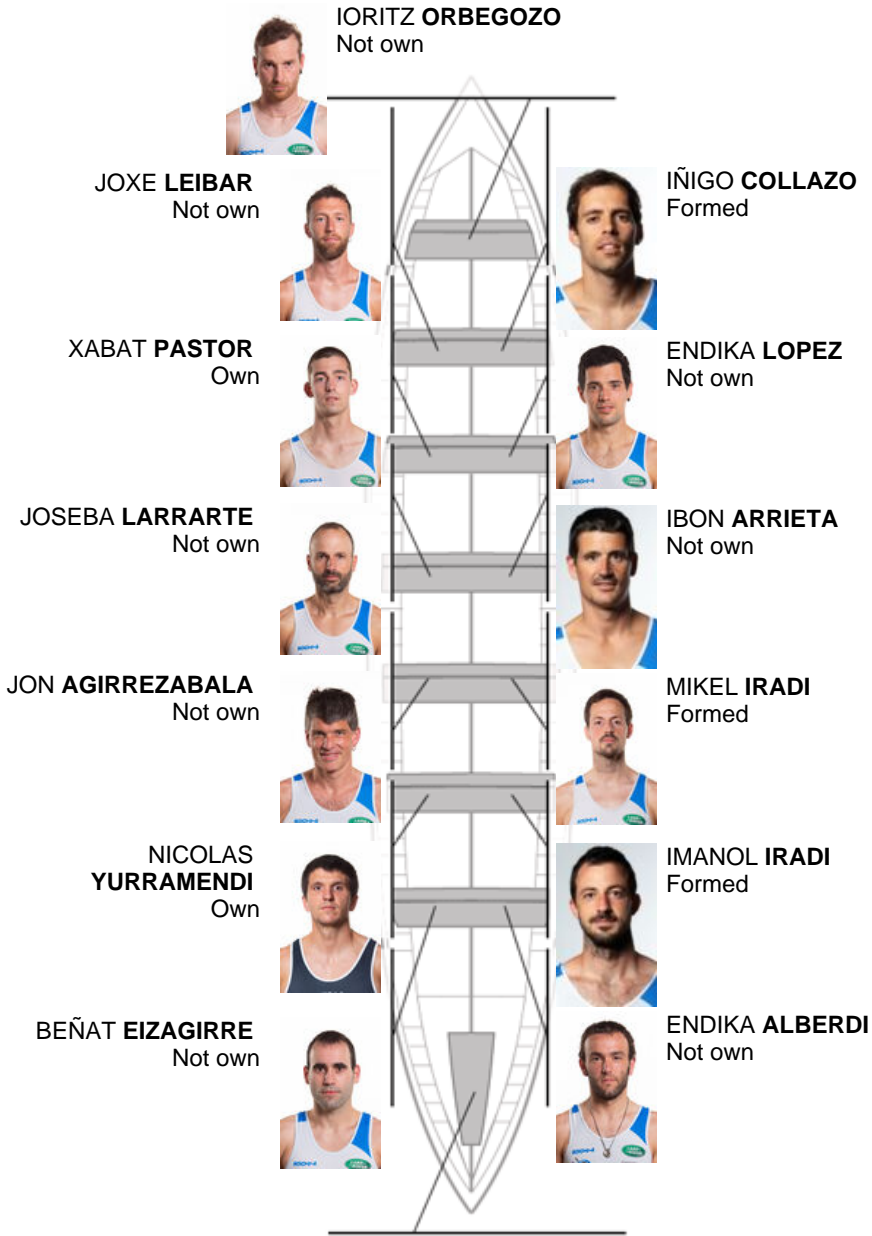 IORITZ ORBEGOZO
Not own
JOXE LEIBAR
Not own
IÑIGO COLLAZO
Formed
XABAT PASTOR
Own
ENDIKA LOPEZ
Not own
JOSEBA LARRARTE
Not own
IBON ARRIETA
Not own
JON AGIRREZABALA
Not own
MIKEL IRADI
Formed
NICOLAS
YURRAMENDI
Own
IMANOL IRADI
Formed
BEÑAT EIZAGIRRE
Not own
ENDIKA ALBERDI
Not own